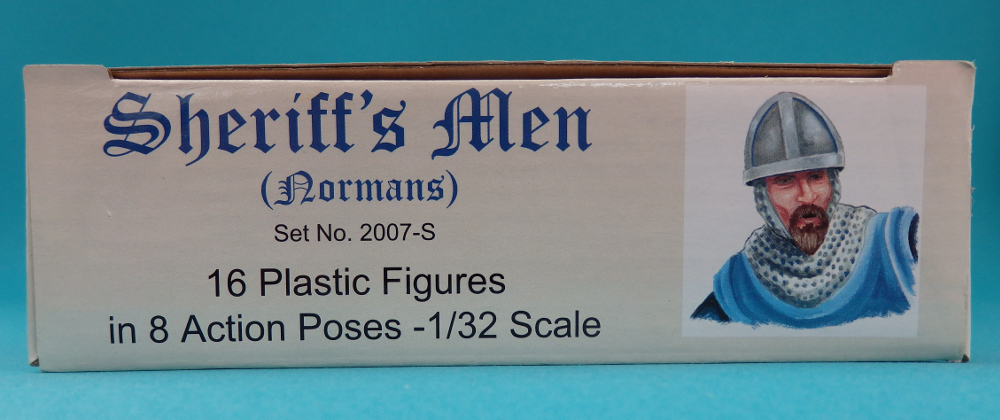 Sheriff's Men
(Normans)
Set No. 2007-S
16 Plastic Figures
in 8 Action Poses -1/32 Scale